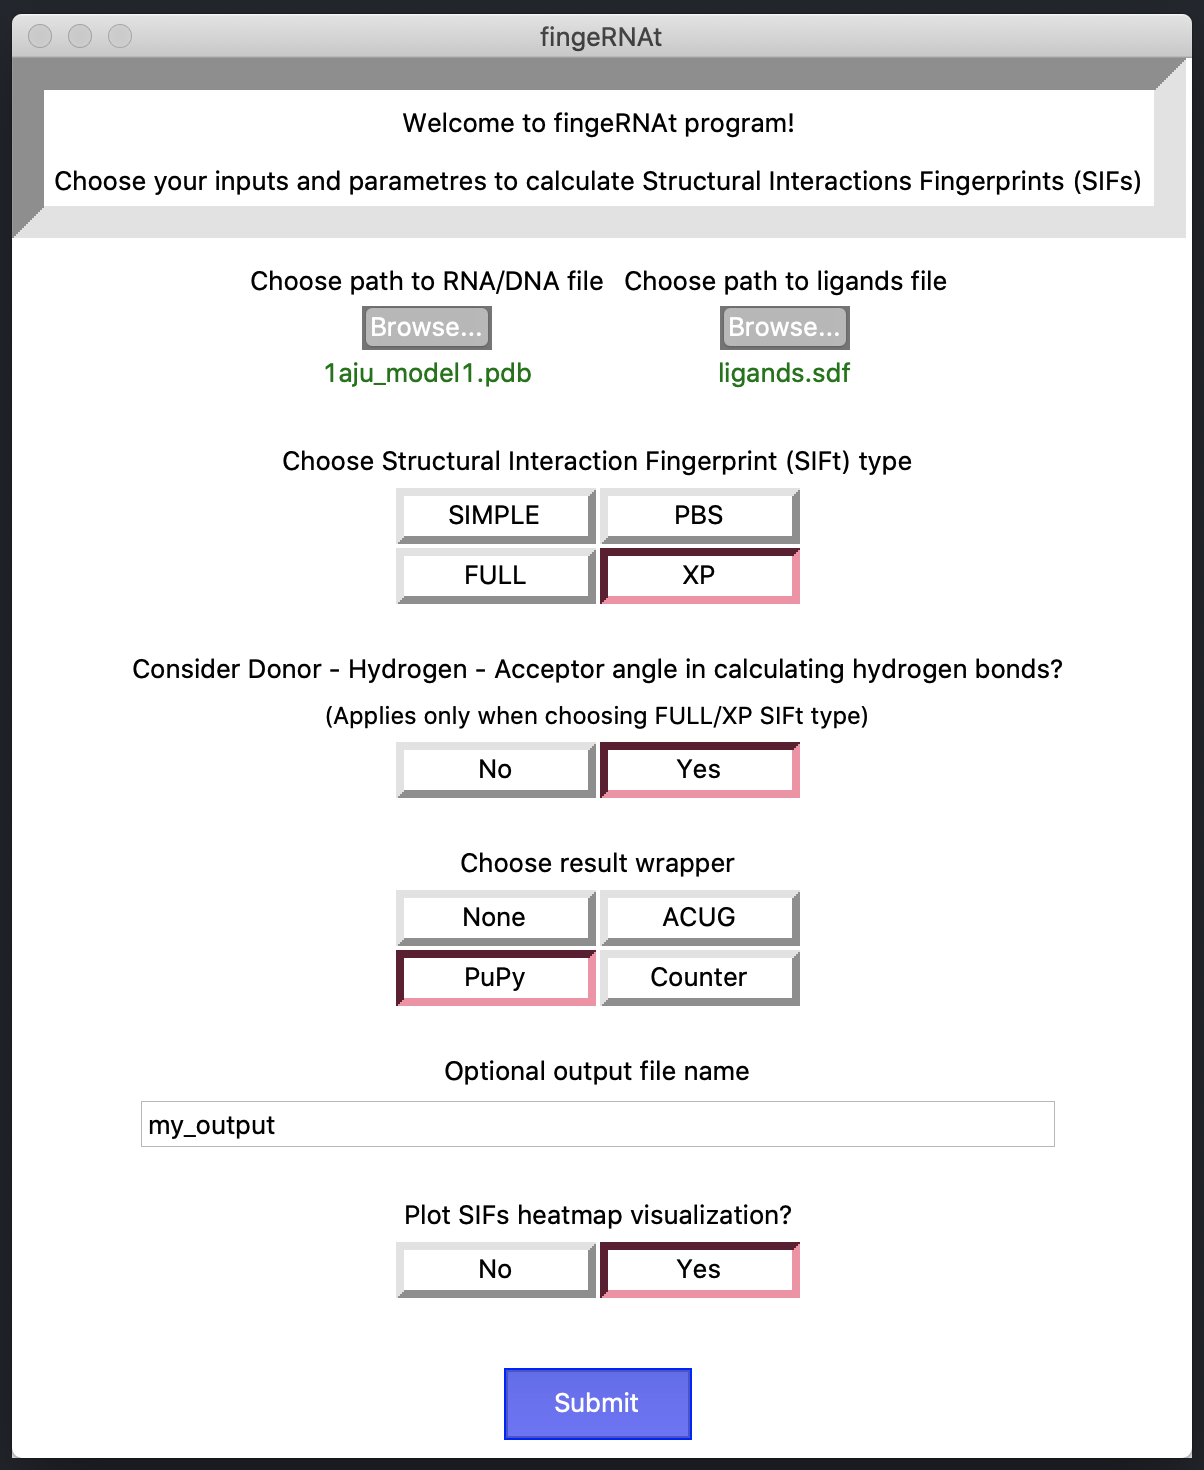 fingeRNAt
Welcome to fingeRNAt program!
Choose your inputs and parametres to calculate Structural Interactions Fingerprints (SIFs)
Choose path to RNA/DNA file Choose path to ligands file
Browse... Browse...
1aju_model1.pdb ligands.sdf
Choose Structural Interaction Fingerprint (SIFt) type
SIMPLE PBS
FULL XP
Consider Donor - Hydrogen - Acceptor angle in calculating hydrogen bonds?
(Applies only when choosing FULL/XP SIFt type)
No Yes
Choose result wrapper
None ACUG
PuPy Counter
Optional output file name
my_output
Plot SIFs heatmap visualization?
No Yes
Submit